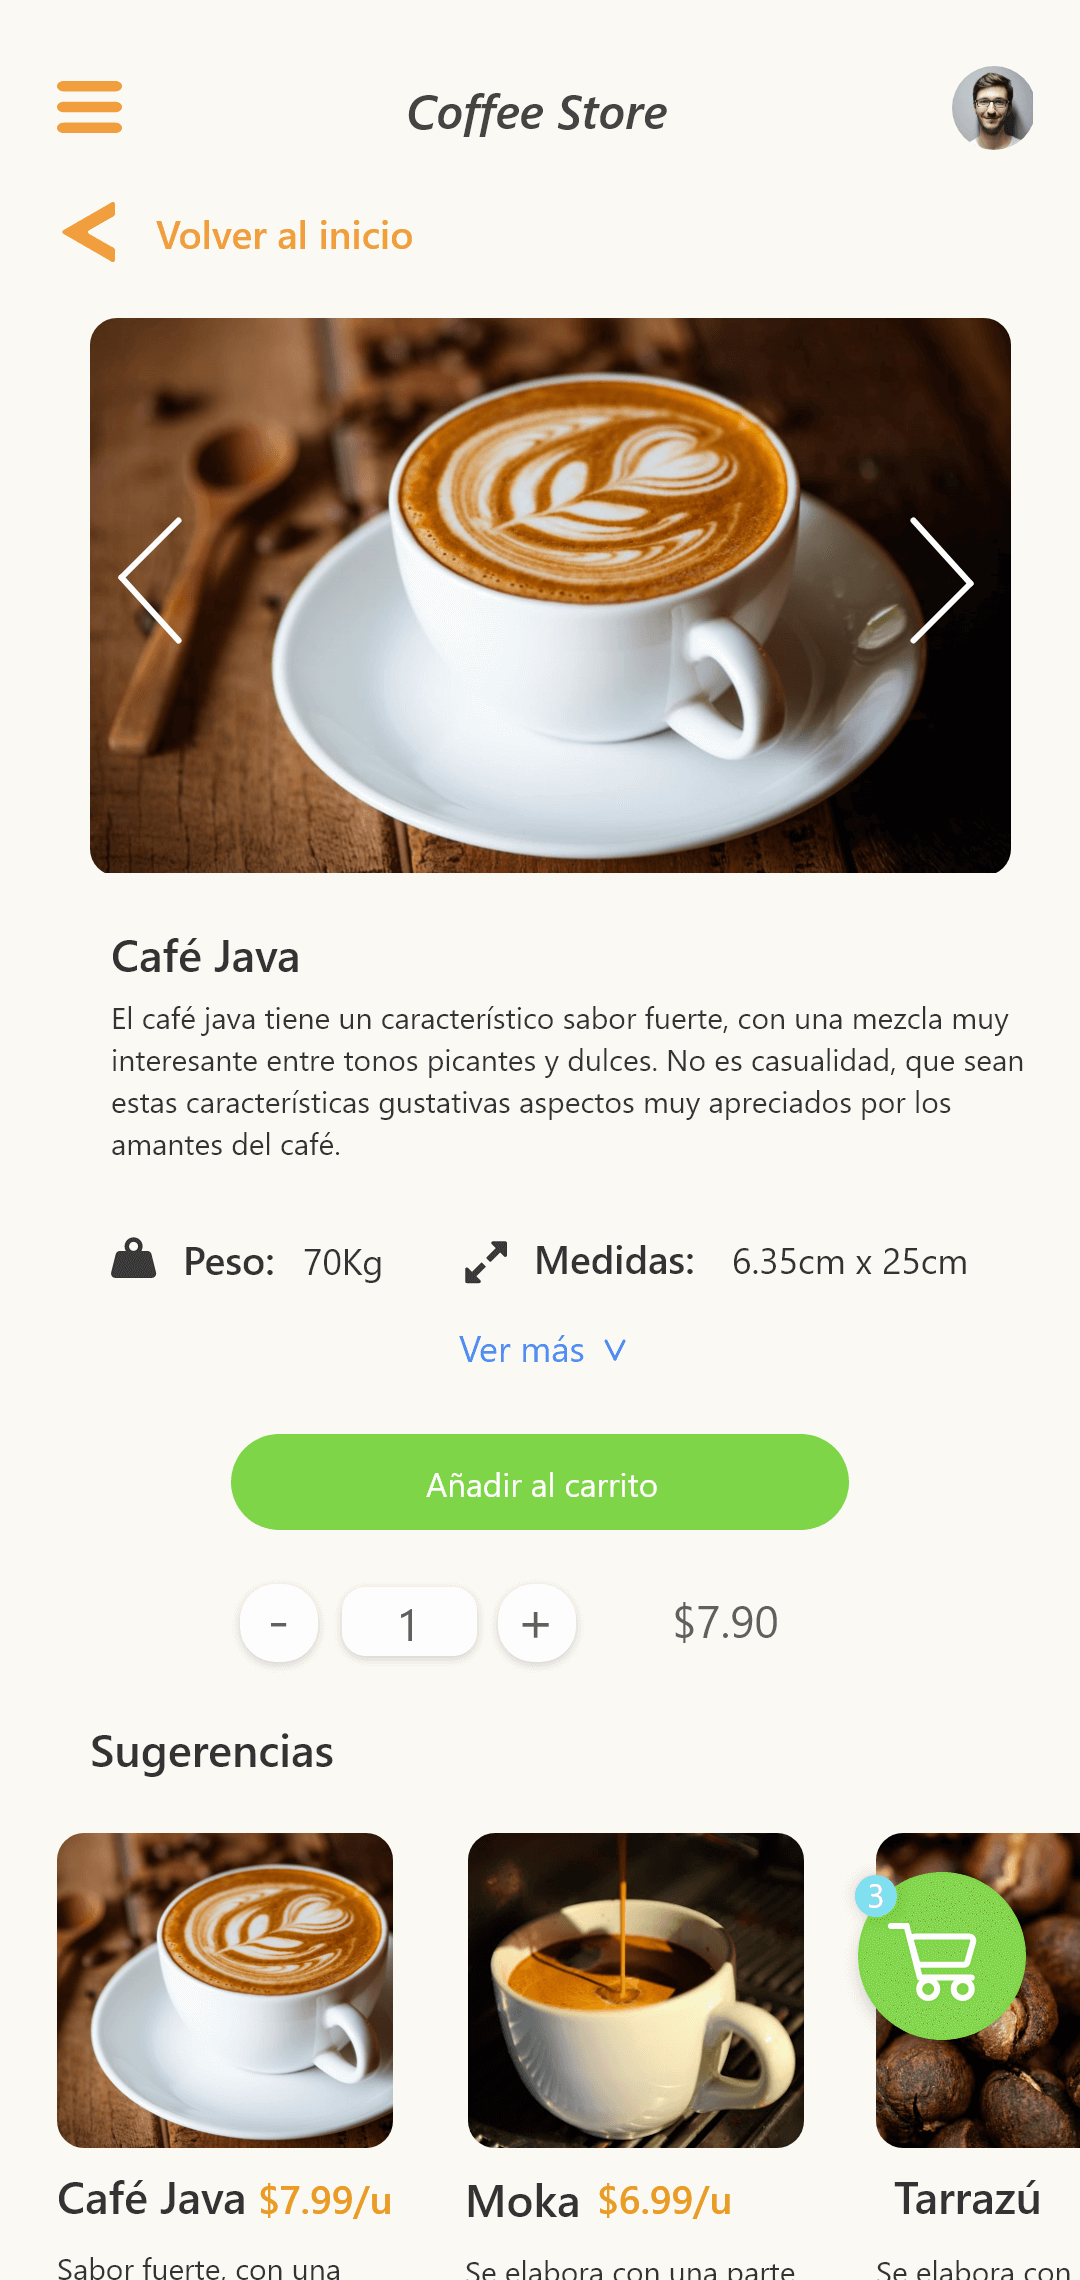 Coffee Store
Volver al inicio
Café Java
El café java tiene un característico sabor fuerte, con una mezcla muy
interesante entre tonos picantes y dulces. No es casualidad, que sean
estas características gustativas aspectos muy apreciados por los
amantes del café.
Peso: 70Kg Medidas: 6.35cm x 25cm
Ver más
Añadir al carrito
- 1 + $7.90
Sugerencias
3
Café Java $7.99/u
Moka $6.99/u
Tarrazú
Sabor fuerte, con una
Se elabora con una parte
Se elabora con